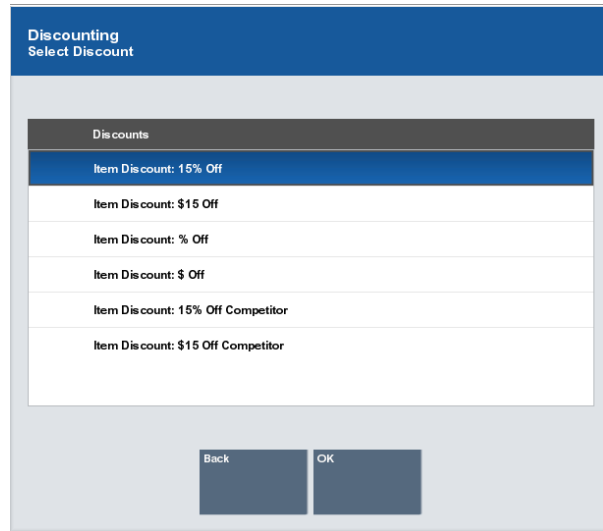 Discounting
Select Discount
Discounts
Item Discount: 15% Off
Item Discount: $15 Off
Item Discount: % Off
Item Discount: $ Off
Item Discount: 15% Off Competitor
Item Discount: $15 Off Competitor
Back
OK